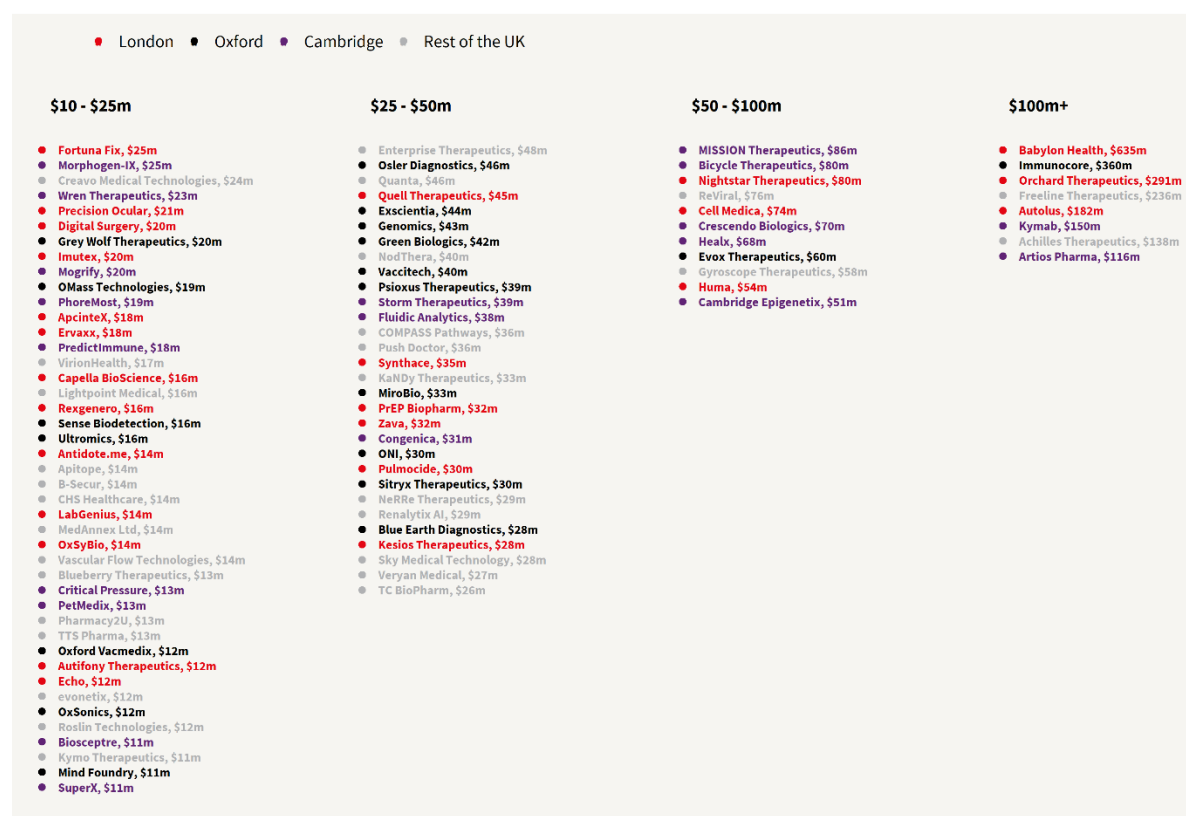 London Oxford Cambridge Rest of the UK
$10 - $25m
Fortuna Fix, $25m
Morphogen-IX, $25m
Creavo Medical Technologies, $24m
Wren Therapeutics, $23m
Precision Ocular, $21m
Digital Surgery, $20m
Grey Wolf Therapeutics, $20m
Imutex, $20m
Mogrify, $20m
OMass Technologies, $19m
PhoreMost, $19m
ApcinteX, $18m
Ervaxx, $18m
PredictImmune, $18m
VirionHealth, $17m
Capella BioScience, $16m
Lightpoint Medical, $16m
Rexgenero, $16m
Sense Biodetection, $16m
Ultromics, $16m
Antidote.me, $14m
Apitope, $14m
B-Secur, $14m
CHS Healthcare, $14m
LabGenius, $14m
MedAnnex Ltd, $14m
OxSyBio, $14m
Vascular Flow Technologies, $14m
Blueberry Therapeutics, $13m
Critical Pressure, $13m
PetMedix, $13m
Pharmacy2U, $13m
TTS Pharma, $13m
Oxford Vacmedix, $12m
Autifony Therapeutics, $12m
Echo, $12m
evonetix, $12m
OxSonics, $12m
Roslin Technologies, $12m
Biosceptre, $11m
Kymo Therapeutics, $11m
Mind Foundry, $11m
SuperX, $11m
$25 - $50m
Enterprise Therapeutics, $48m
Osler Diagnostics, $46m
Quanta, $46m
Quell Therapeutics, $45m
Exscientia, $44m
Genomics, $43m
Green Biologics, $42m
NodThera, $40m
Vaccitech, $40m
Psioxus Therapeutics, $39m
Storm Therapeutics, $39m
Fluidic Analytics, $38m
COMPASS Pathways, $36m
Push Doctor, $36m
Synthace, $35m
KaNDy Therapeutics, $33m
MiroBio, $33m
PrEP Biopharm, $32m
Zava, $32m
Congenica, $31m
ONI, $30m
Pulmocide, $30m
Sitryx Therapeutics, $30m
NeRRe Therapeutics, $29m
Renalytix AI, $29m
Blue Earth Diagnostics, $28m
Kesios Therapeutics, $28m
Sky Medical Technology, $28m
Veryan Medical, $27m
TC BioPharm, $26m
$50 - $100m
MISSION Therapeutics, $86m
Bicycle Therapeutics, $80m
Nightstar Therapeutics, $80m
ReViral, $76m
Cell Medica, $74m
Crescendo Biologics, $70m
Healx, $68m
Evox Therapeutics, $60m
Gyroscope Therapeutics, $58m
Huma, $54m
Cambridge Epigenetix, $51m
$100m+
Babylon Health, $635m
Immunocore, $360m
Orchard Therapeutics, $291m
Freeline Therapeutics, $236m
Autolus, $182m
Kymab, $150m
Achilles Therapeutics, $138m
Artios Pharma, $116m